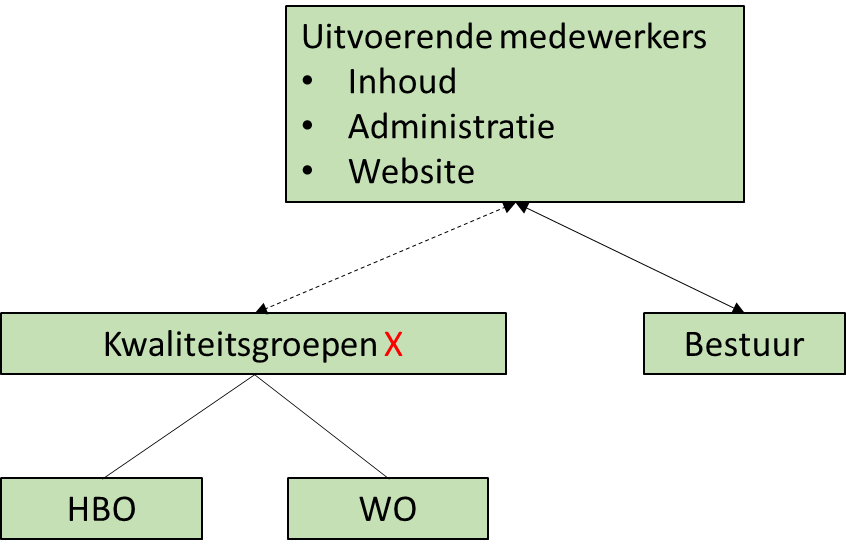 Uitvoerende medewerkers
• Inhoud
• Administratie
• Website
Kwaliteitsgroepen X
Bestuur
HBO
WO